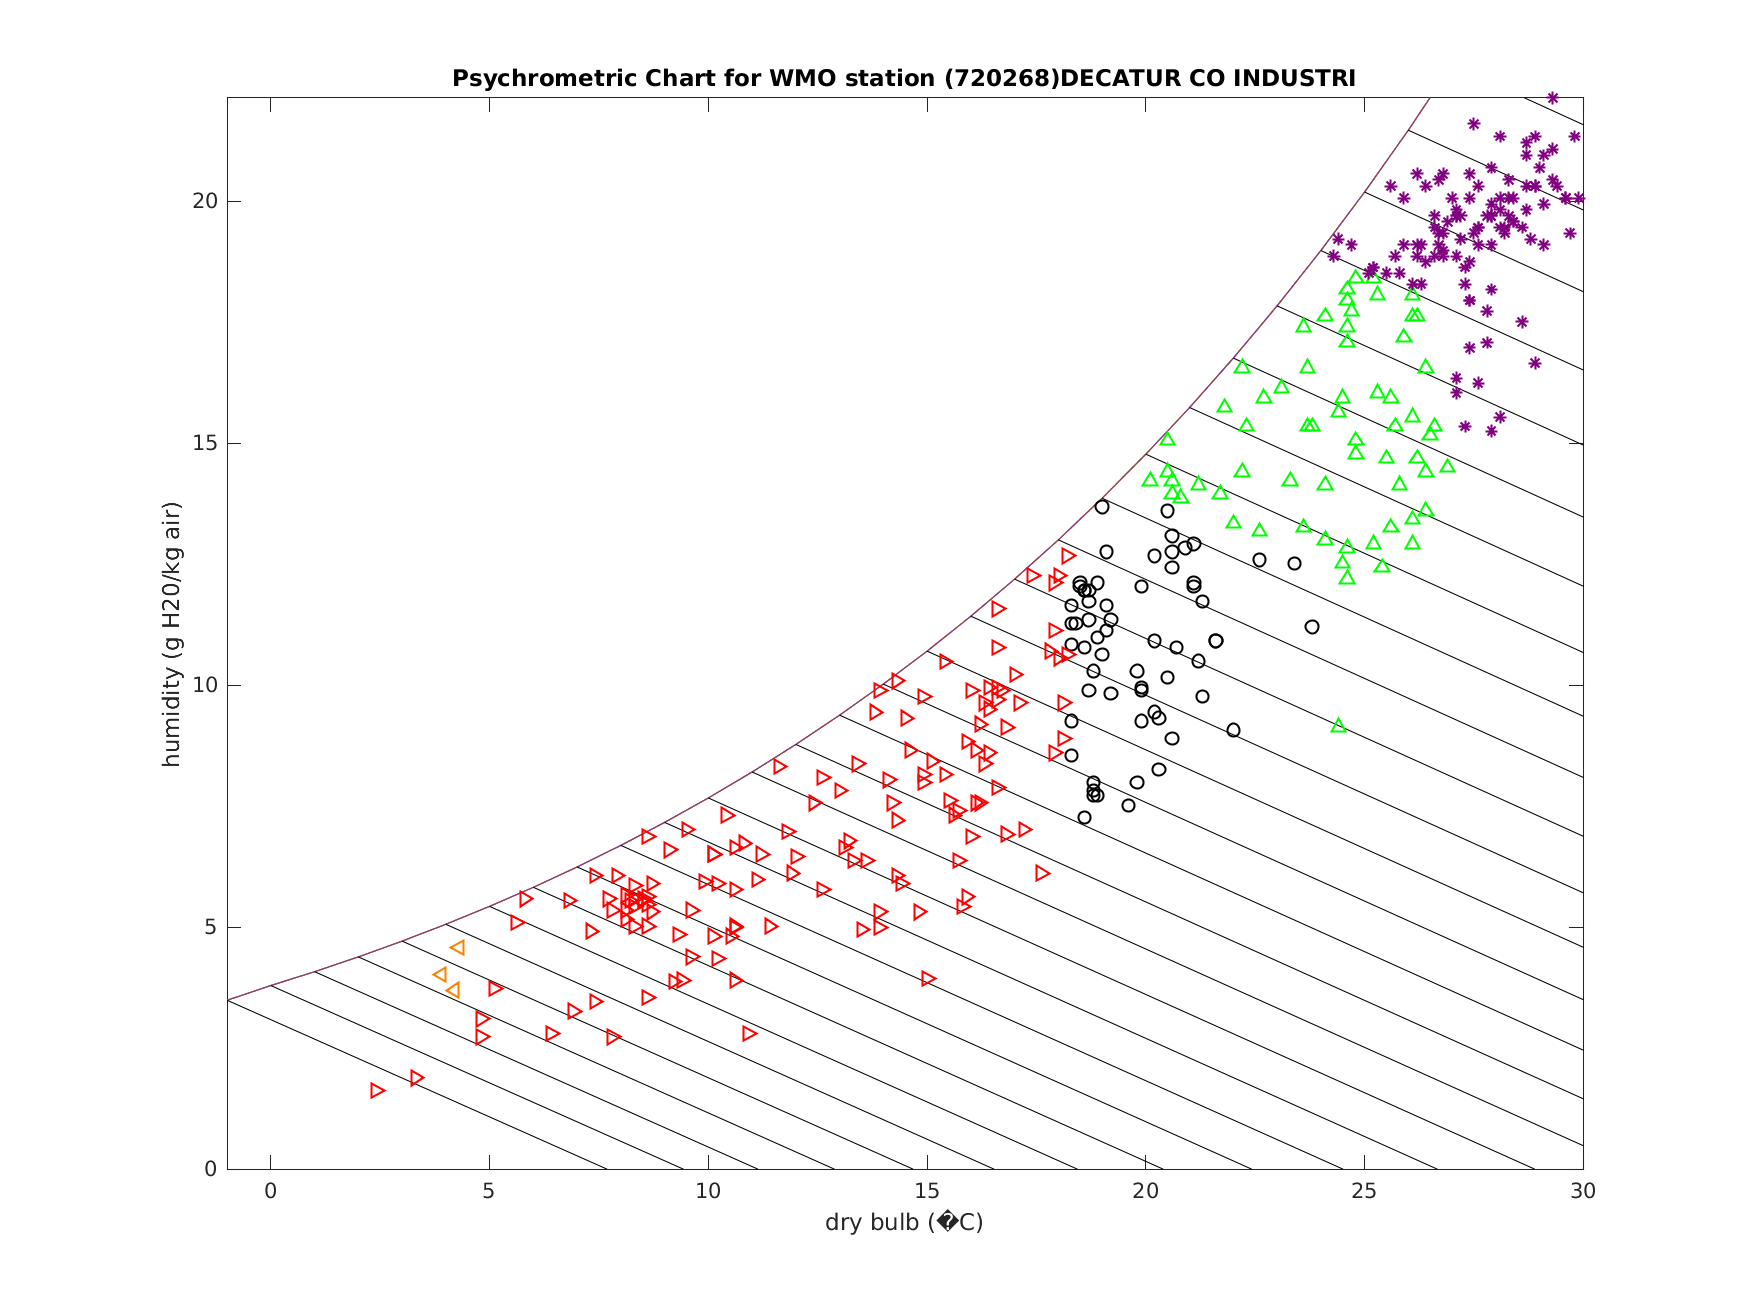 Psychrometric Chart for WMO station (720268)DECATUR CO INDUSTRI
20
15
10
5
0
humidity (g H20/kg air)
0 5 10 15 20 25 30
dry bulb (�C)